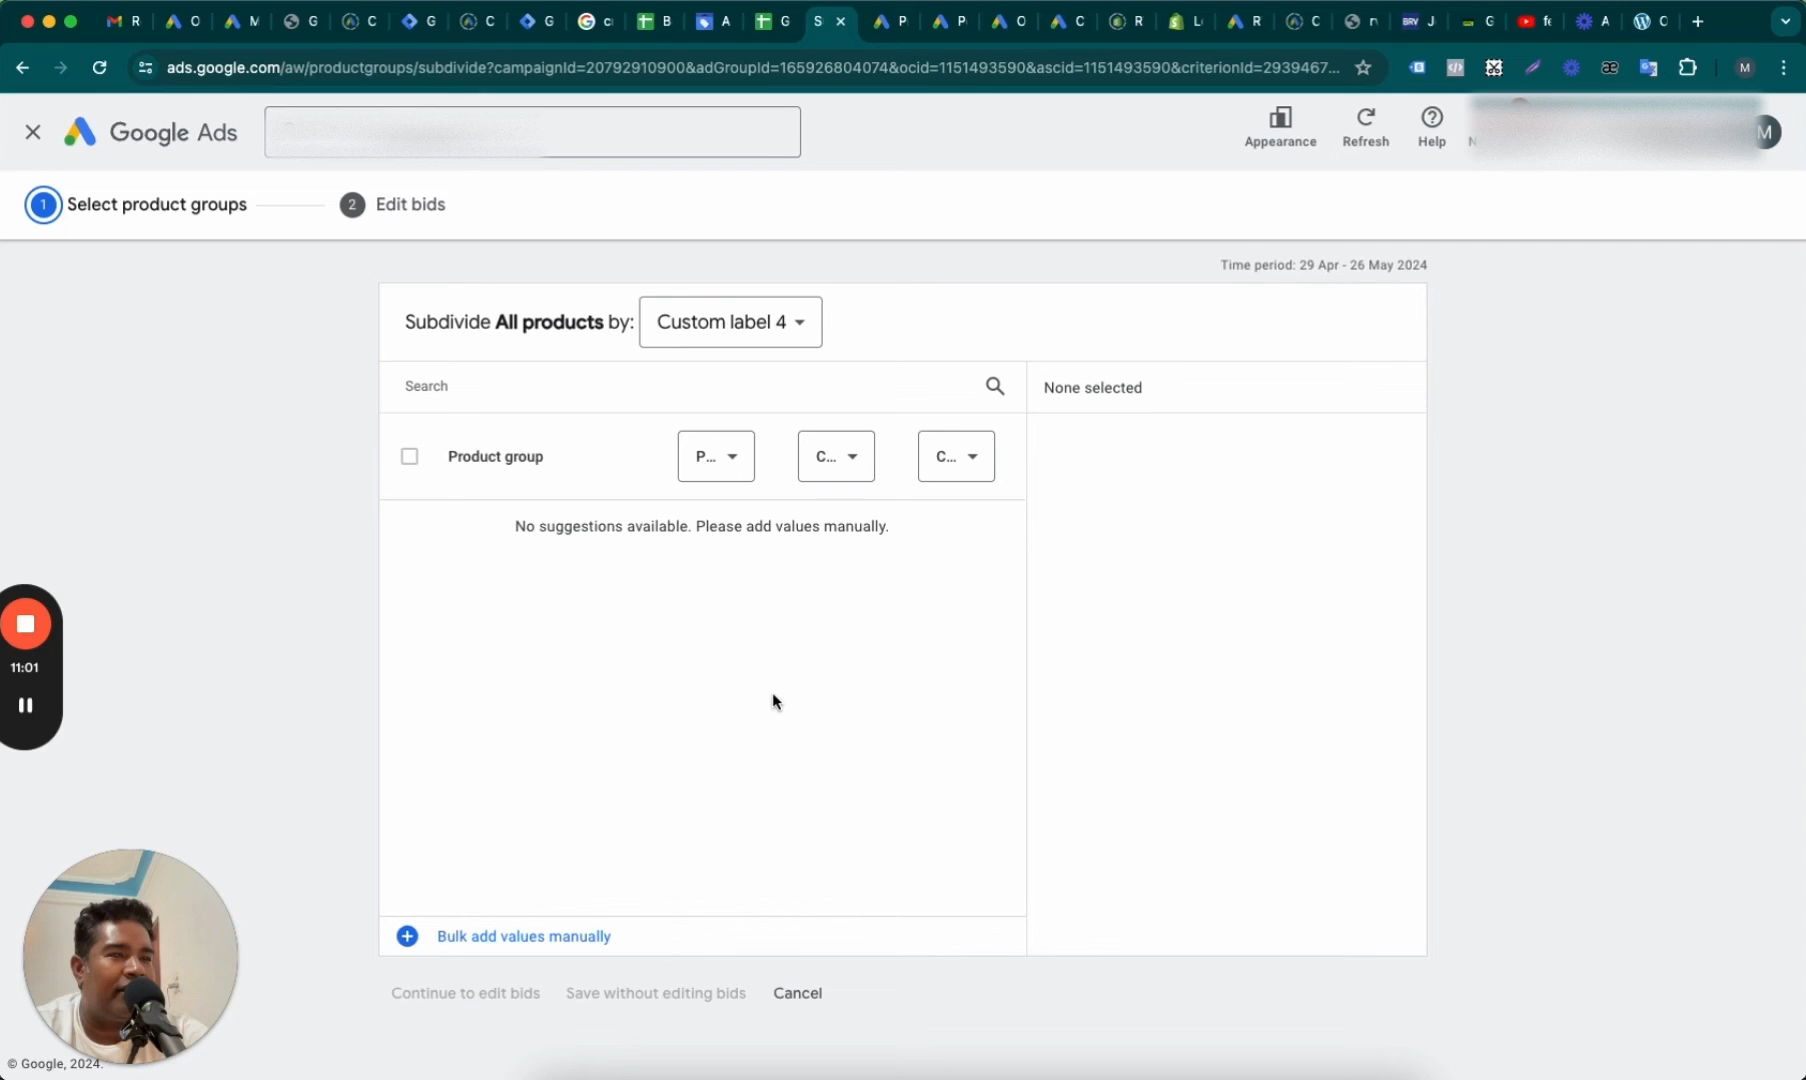 R O M G C G C G c B A G S P P O C R L R C r BRV J G f A C
ads.google.com/aw/productgroups/subdivide?campaignId=20792910900&adGroupId=165926804074&ocid=1151493590&ascid=1151493590&criterionId=2939467... M
Google Ads
Appearance Refresh Help M
1 Select product groups 2 Edit bids
Time period: 29 Apr - 26 May 2024
Subdivide All products by: Custom label 4
Search
None selected
Product group P... C... C...
No suggestions available. Please add values manually.
11:01
Bulk add values manually
Continue to edit bids Save without editing bids Cancel
© Google, 2024.